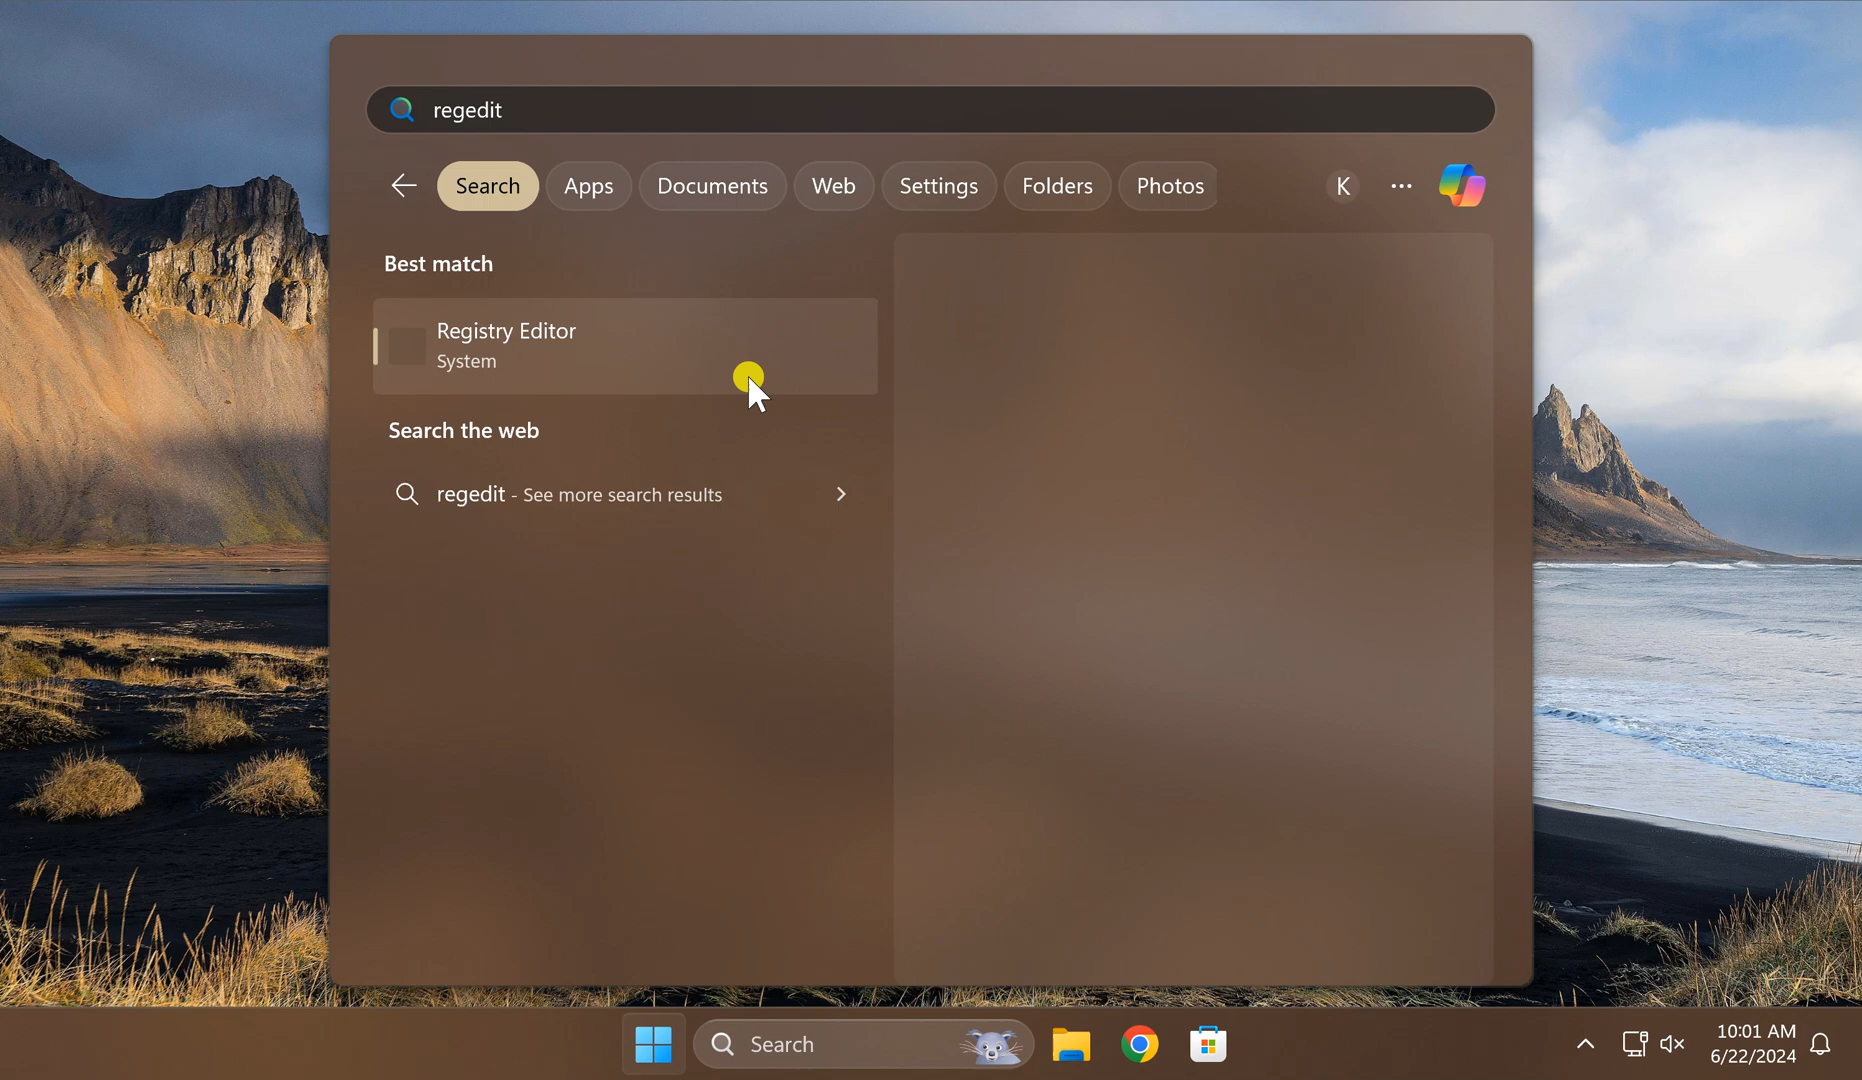 regedit
Search Apps Documents Web Settings Folders Photos K
Best match
Registry Editor
System
Search the web
regedit - See more search results
Search
10:01 AM
6/22/2024